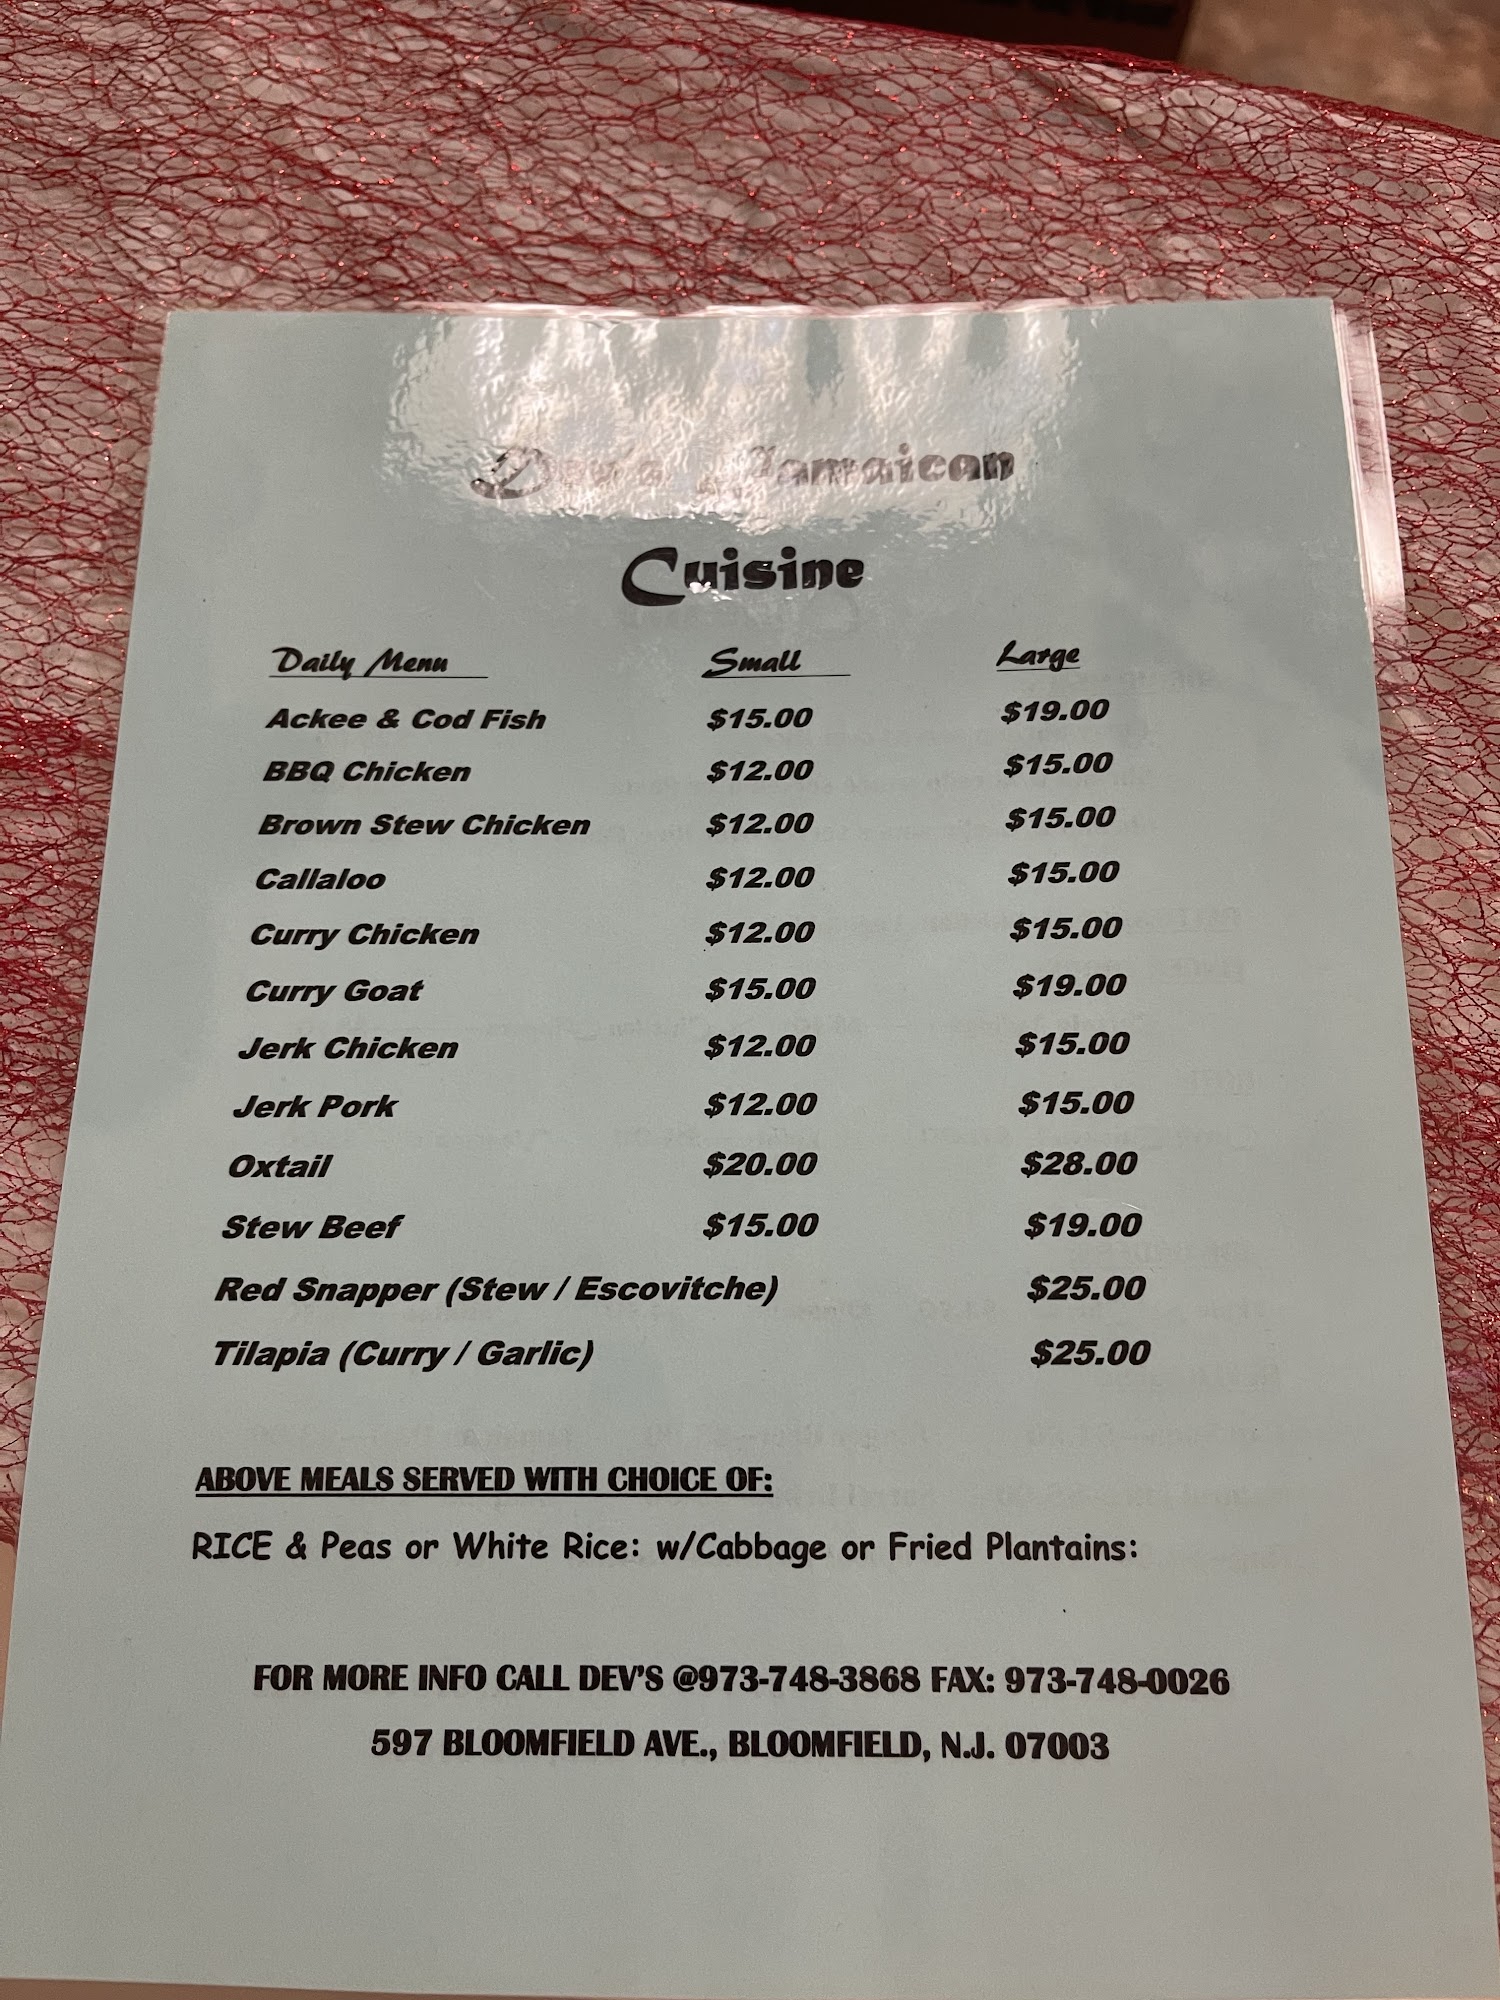 Dev's Jamaican
Cuisine
Daily Menu Small Large
Ackee & Cod Fish $15.00 $19.00
BBQ Chicken $12.00 $15.00
Brown Stew Chicken $12.00 $15.00
Callaloo $12.00 $15.00
Curry Chicken $12.00 $15.00
Curry Goat $15.00 $19.00
Jerk Chicken $12.00 $15.00
Jerk Pork $12.00 $15.00
Oxtail $20.00 $28.00
Stew Beef $15.00 $19.00
Red Snapper (Stew / Escovitche) $25.00
Tilapia (Curry / Garlic) $25.00
ABOVE MEALS SERVED WITH CHOICE OF:
RICE & Peas or White Rice: w/Cabbage or Fried Plantains:
FOR MORE INFO CALL DEV'S @973-748-3868 FAX: 973-748-0026
597 BLOOMFIELD AVE., BLOOMFIELD, N.J. 07003